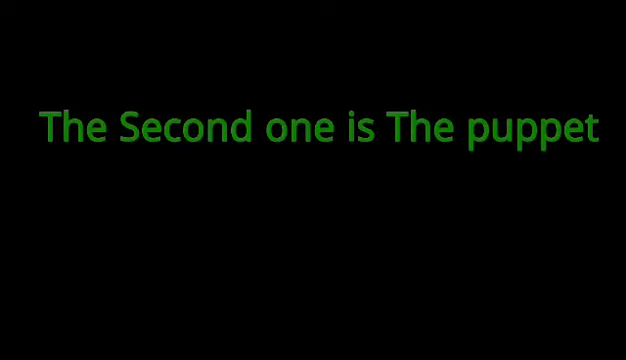 The Second one is The puppet